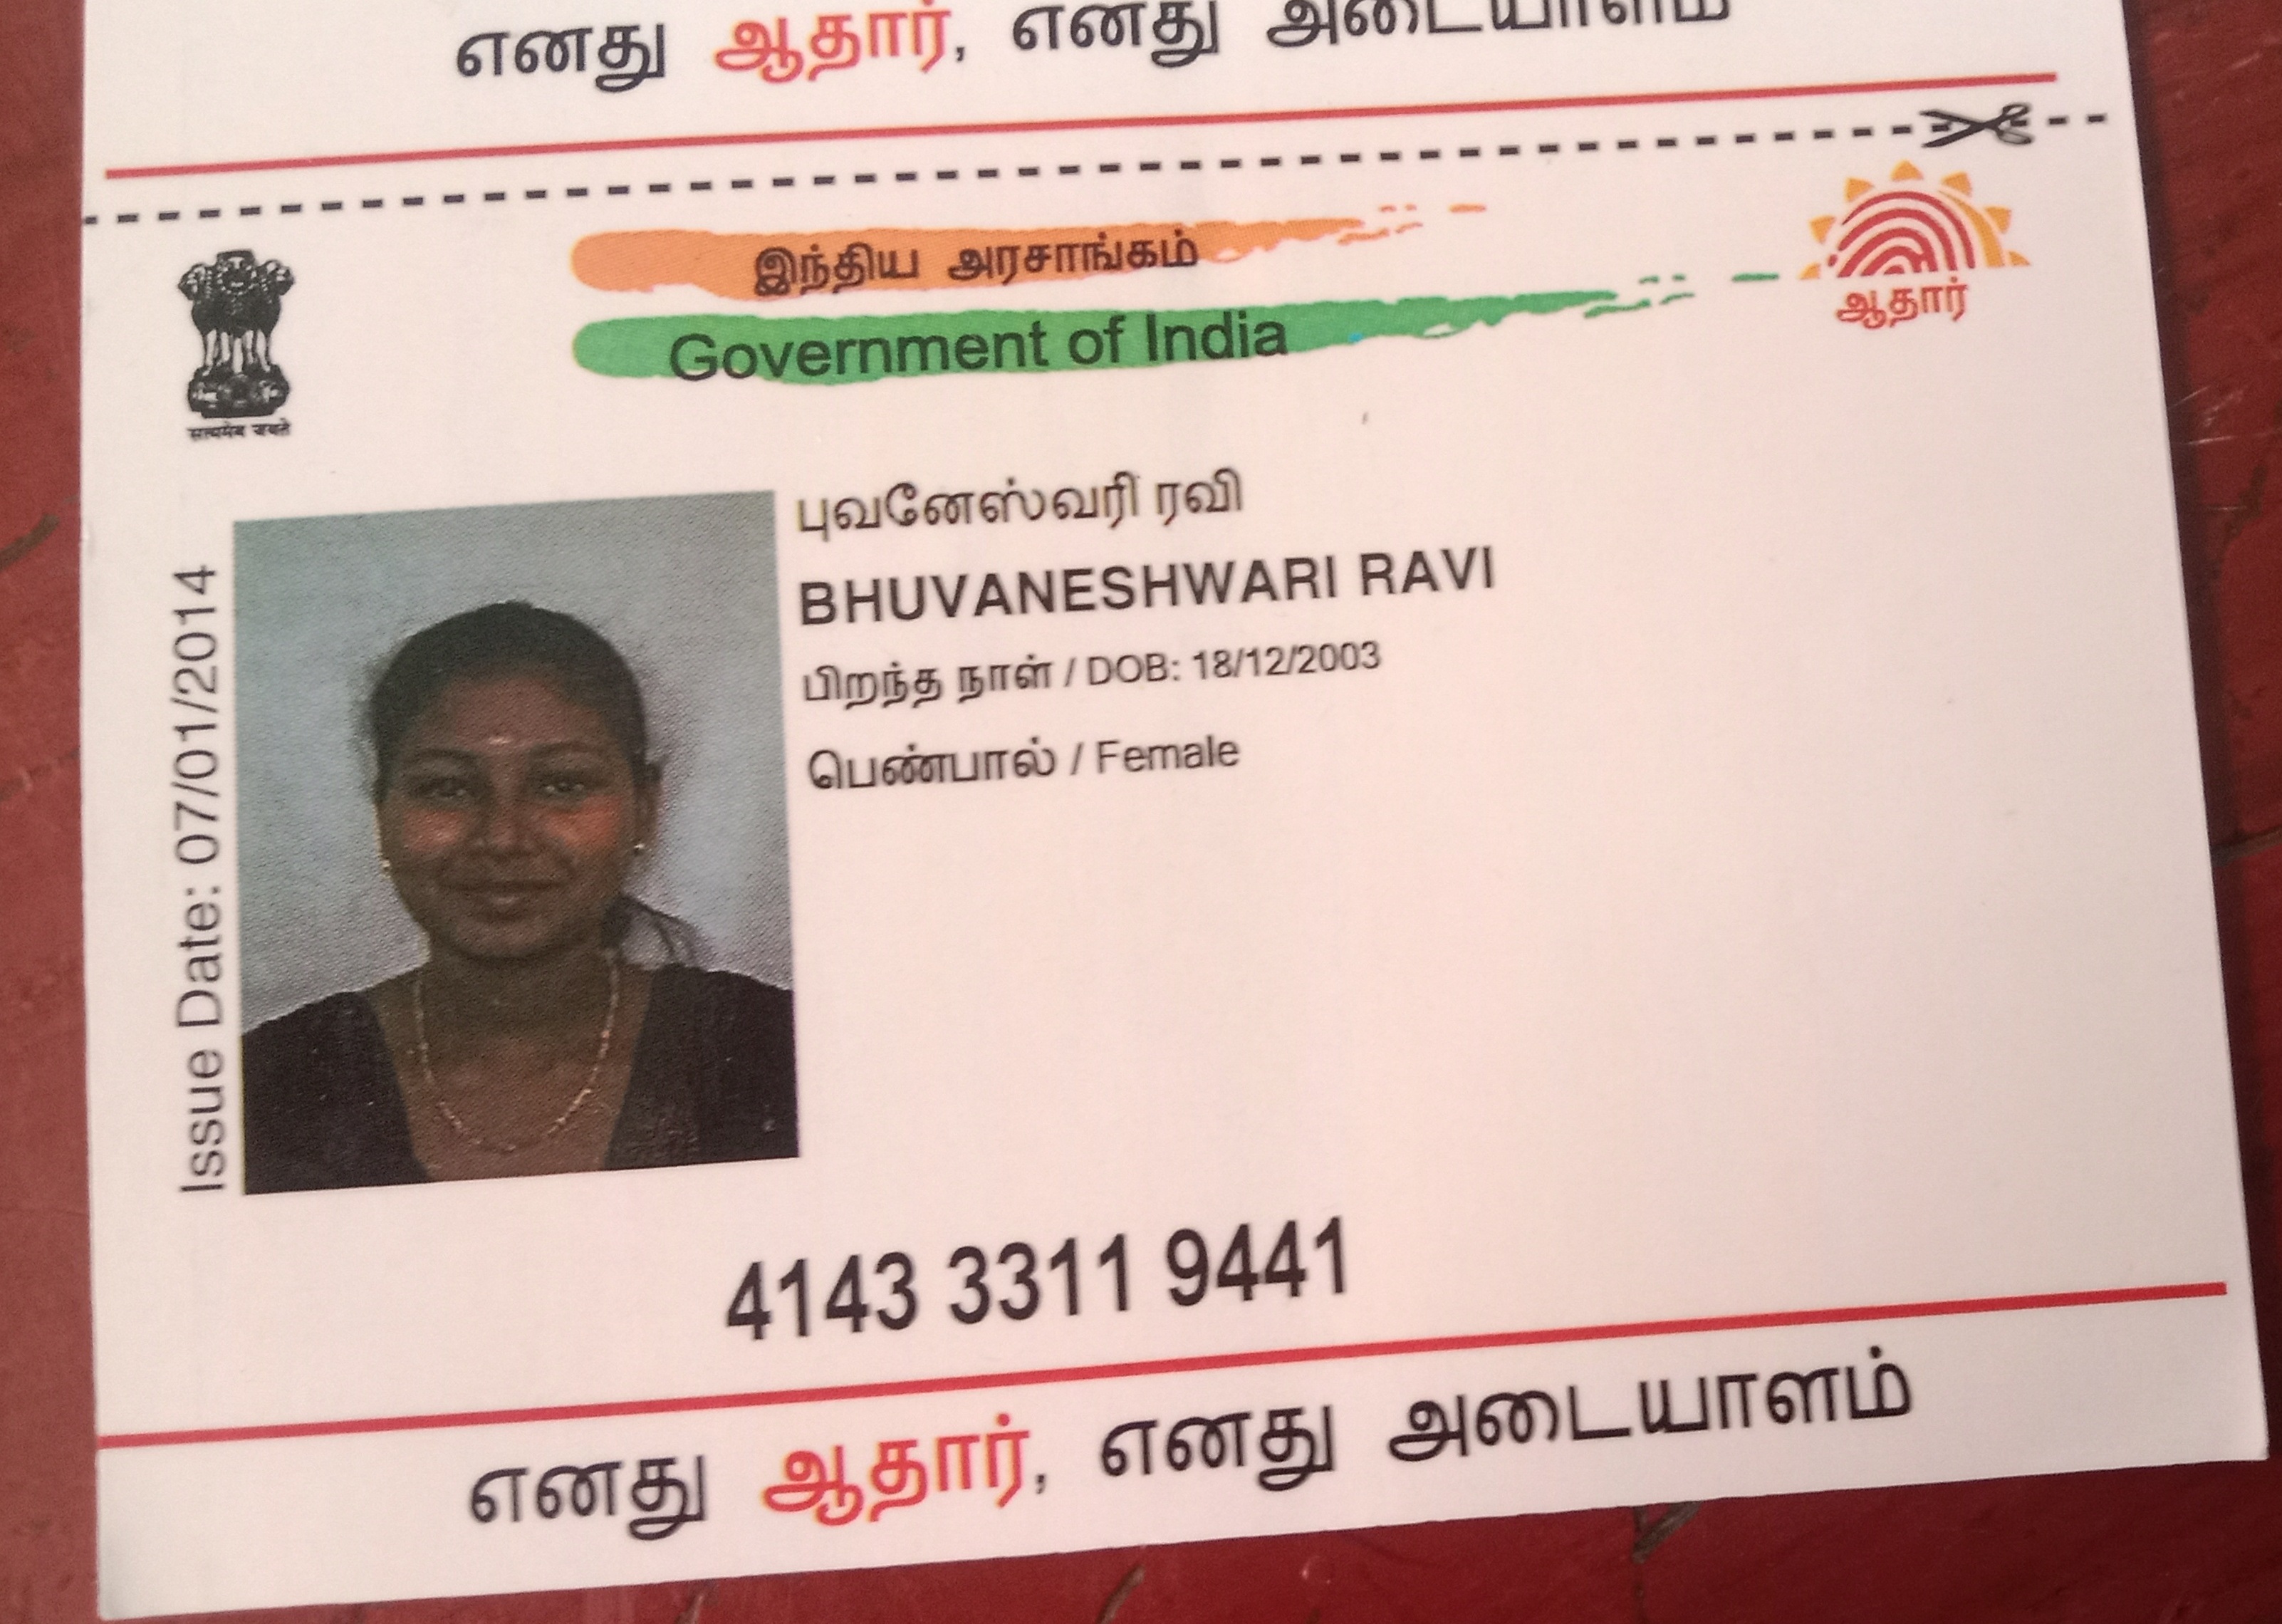 எனது ஆதார், எனது அடையாளம்
இந்திய அரசாங்கம்
Government of India
ஆதார்
सत्यमेव जयते
புவனேஸ்வரி ரவி
BHUVANESHWARI RAVI
பிறந்த நாள் / DOB: 18/12/2003
பெண்பால் / Female
Issue Date: 07/01/2014
4143 3311 9441
எனது ஆதார், எனது அடையாளம்